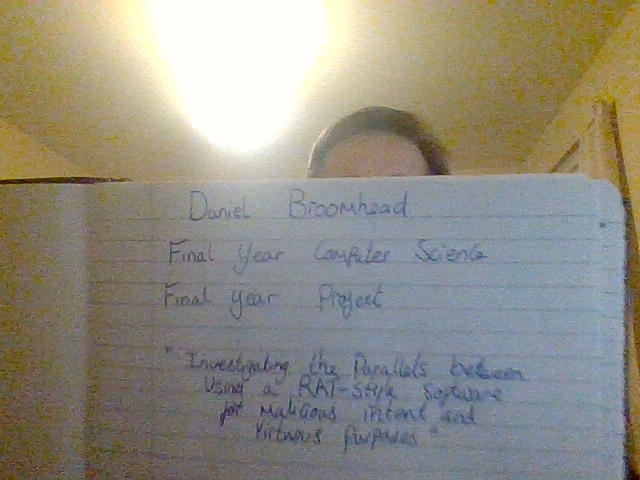 Daniel Broomhead
Final Year Computer Science
Final Year Project
"Investigating the Parallels between
Using a RAT-Style Software
for Malicious intent and
Virtuous Purposes"